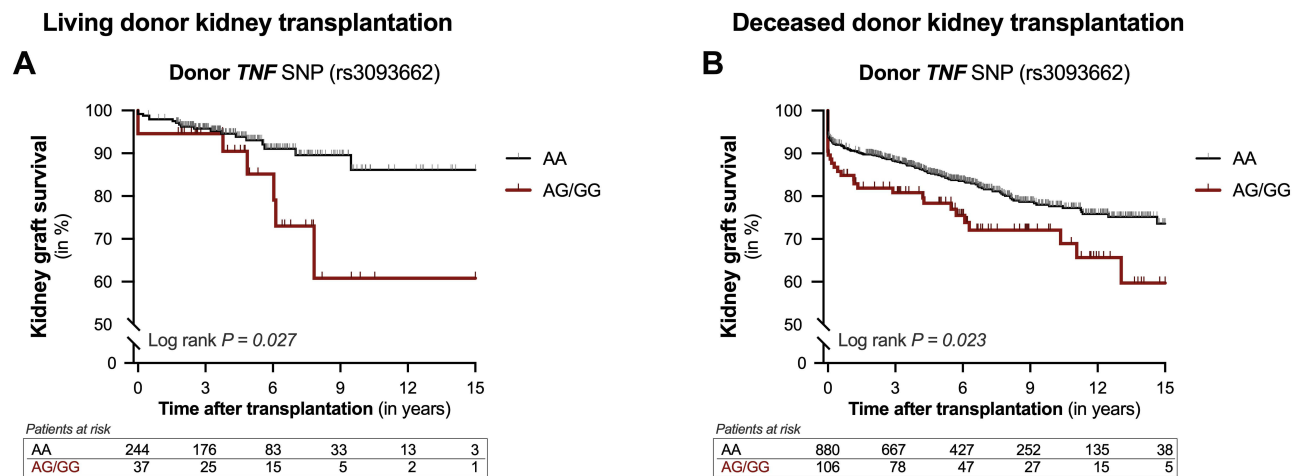 Living donor kidney transplantation
A
Donor TNF SNP (rs3093662)
Kidney graft survival
(in %)
100
90
80
70
60
50
0
AA
AG/GG
Log rank P = 0.027
0 3 6 9 12 15
Time after transplantation (in years)
Patients at risk
AA 244 176 83 33 13 3
AG/GG 37 25 15 5 2 1
Deceased donor kidney transplantation
B
Donor TNF SNP (rs3093662)
Kidney graft survival
(in %)
100
90
80
70
60
50
0
AA
AG/GG
Log rank P = 0.023
0 3 6 9 12 15
Time after transplantation (in years)
Patients at risk
AA 880 667 427 252 135 38
AG/GG 106 78 47 27 15 5